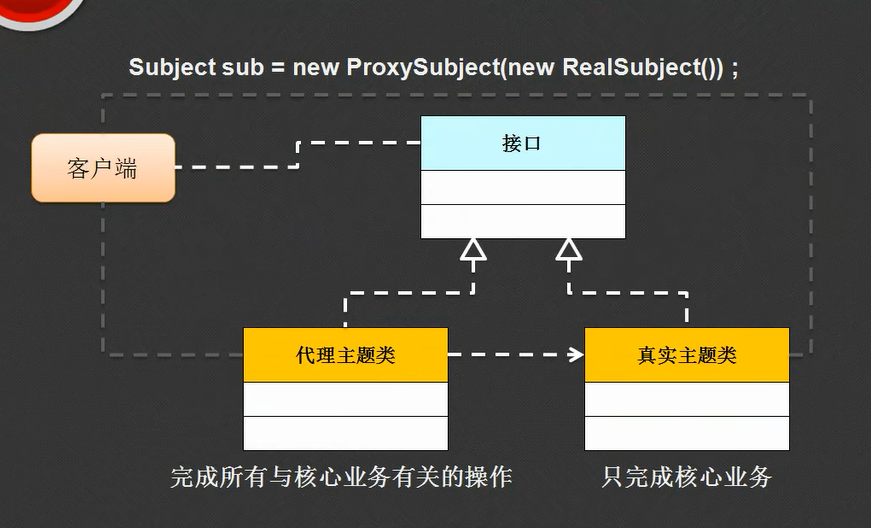 Subject sub = new ProxySubject(new RealSubject()) ;
客户端
接口
代理主题类
真实主题类
完成所有与核心业务有关的操作
只完成核心业务